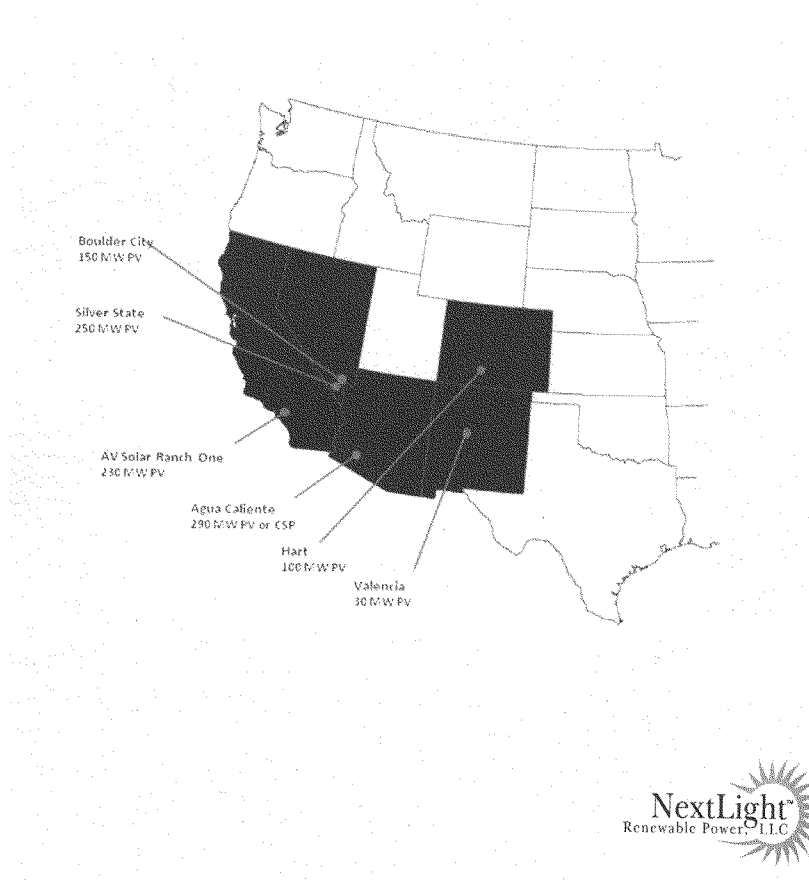 Boulder City
150 MW PV
Silver State
250 MW PV
AV Solar Ranch One
230 MW PV
Agua Caliente
290 MW PV or CSP
Hart
100 MW PV
Valencia
30 MW PV
NextLight™
Renewable Power, LLC